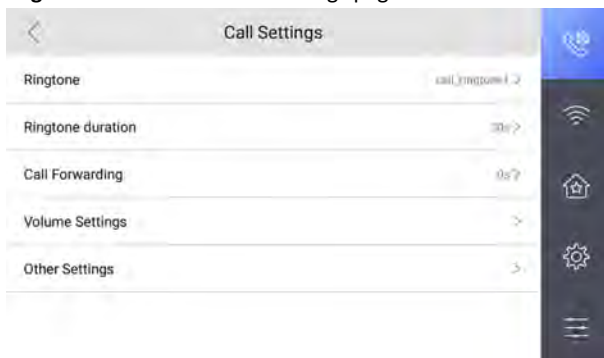 Call Settings
Ringtone
call_ringtone1 >
Ringtone duration
30s >
Call Forwarding
0s >
Volume Settings
>
Other Settings
>